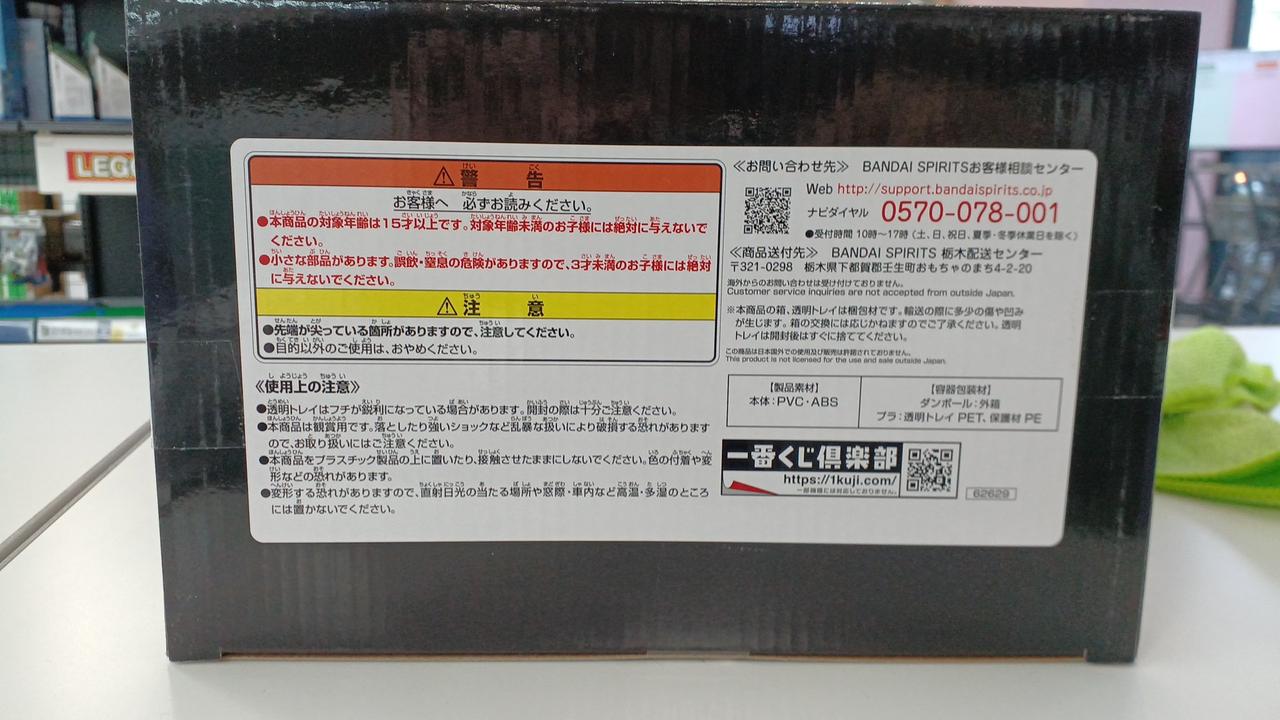 LEGO
警告
お客様へ 必ずお読みください。
●本商品の対象年齢は15才以上です。対象年齢未満のお子様には絶対に与えないで
ください。
●小さな部品があります。誤飲・窒息の危険がありますので、3才未満のお子様には絶対
に与えないでください。
注意
●先端が尖っている箇所がありますので、注意してください。
●目的以外のご使用は、おやめください。
《使用上の注意》
●透明トレイはフチが鋭利になっている場合があります。開封の際は十分ご注意ください。
●本商品は観賞用です。落としたり強いショックなど乱暴な扱いにより破損する恐れがあります
ので、お取り扱いにはご注意ください。
●本商品をプラスチック製品の上に置いたり、接触させたままにしないでください。色の付着や変
形などの恐れがあります。
●変形する恐れがありますので、直射日光の当たる場所や窓際・車内など高温・多湿のところ
には置かないでください。
《お問い合わせ先》 BANDAI SPIRITSお客様相談センター
Web http://support.bandaispirits.co.jp
ナビダイヤル 0570-078-001
●受付時間 10時〜17時(土、日、祝日、夏季・冬季休業日を除く)
《商品送付先》 BANDAI SPIRITS 栃木配送センター
〒321-0298 栃木県下都賀郡壬生町おもちゃのまち4-2-20
海外からのお問い合わせは受け付けておりません。
Customer service inquiries are not accepted from outside Japan.
※本商品の箱、透明トレイは梱包材です。輸送の際に多少の傷や凹み
が生じます。箱の交換には応じかねますのでご了承ください。透明
トレイは開封後はすぐに捨ててください。
この商品は日本国外での使用及び販売は許諾されておりません。
This product is not licensed for the use and sale outside Japan.
【製品素材】
本体:PVC・ABS
【容器包装材】
ダンボール:外箱
プラ:透明トレイ PET、保護材 PE
一番くじ倶楽部
https://1kuji.com/
一部機種には対応しておりません。
62629